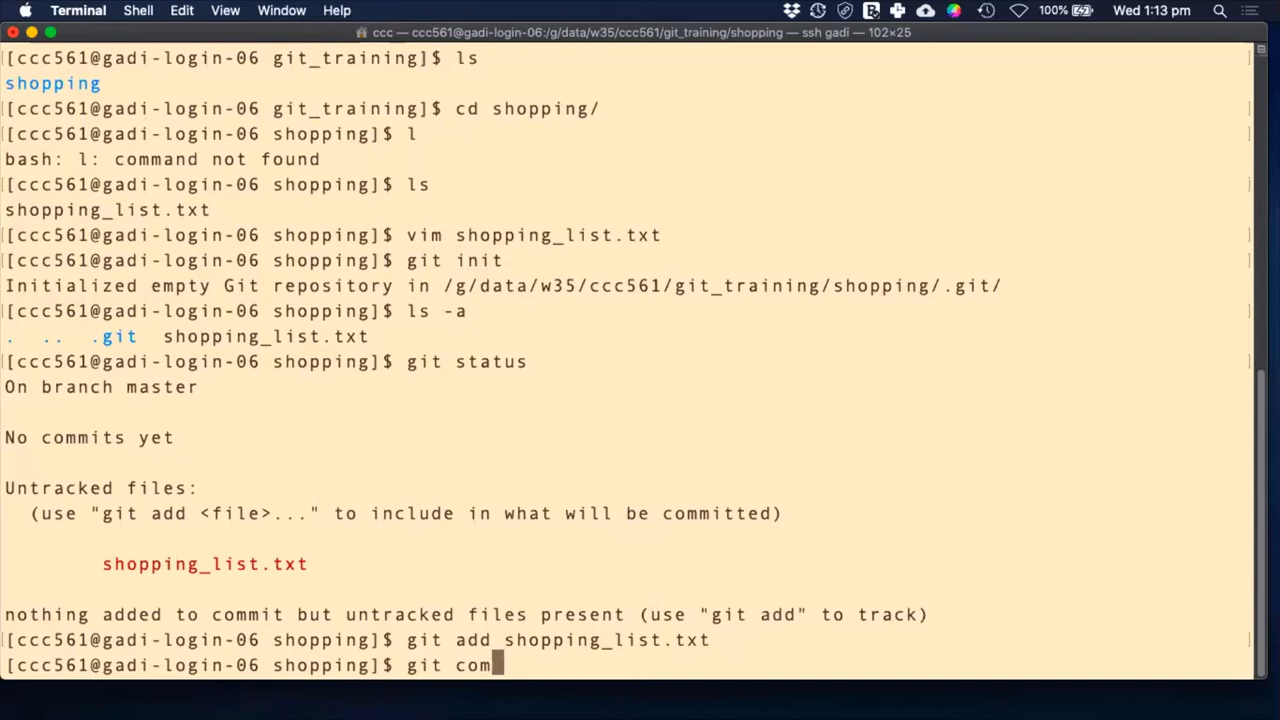 Terminal Shell Edit View Window Help 100% Wed 1:13 pm
ccc — ccc561@gadi-login-06:/g/data/w35/ccc561/git_training/shopping — ssh gadi — 102×25
[ccc561@gadi-login-06 git_training]$ ls
shopping
[ccc561@gadi-login-06 git_training]$ cd shopping/
[ccc561@gadi-login-06 shopping]$ l
bash: l: command not found
[ccc561@gadi-login-06 shopping]$ ls
shopping_list.txt
[ccc561@gadi-login-06 shopping]$ vim shopping_list.txt
[ccc561@gadi-login-06 shopping]$ git init
Initialized empty Git repository in /g/data/w35/ccc561/git_training/shopping/.git/
[ccc561@gadi-login-06 shopping]$ ls -a
. .. .git shopping_list.txt
[ccc561@gadi-login-06 shopping]$ git status
On branch master
No commits yet
Untracked files:
(use "git add <file>..." to include in what will be committed)
shopping_list.txt
nothing added to commit but untracked files present (use "git add" to track)
[ccc561@gadi-login-06 shopping]$ git add shopping_list.txt
[ccc561@gadi-login-06 shopping]$ git com